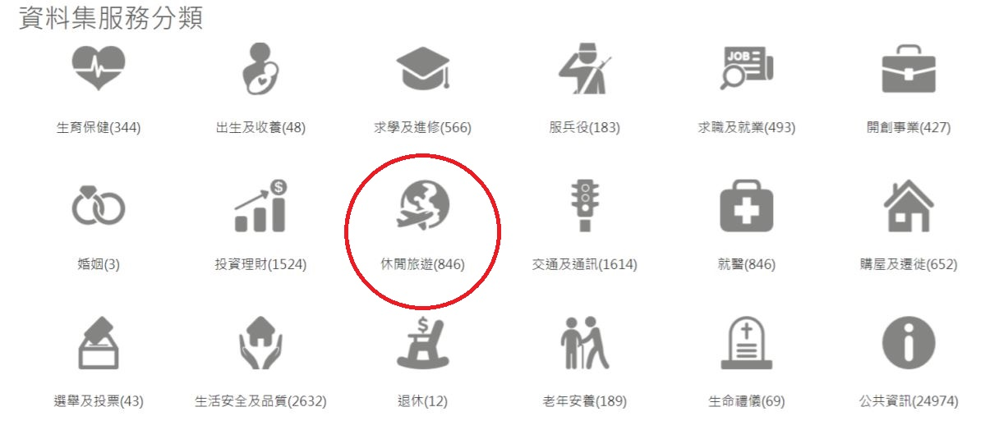 資料集服務分類
JOB
生育保健(344) 出生及收養(48) 求學及進修(566) 服兵役(183) 求職及就業(493) 開創事業(427)
$
婚姻(3) 投資理財(1524) 休閒旅遊(846) 交通及通訊(1614) 就醫(846) 購屋及遷徙(652)
$
選舉及投票(43) 生活安全及品質(2632) 退休(12) 老年安養(189) 生命禮儀(69) 公共資訊(24974)